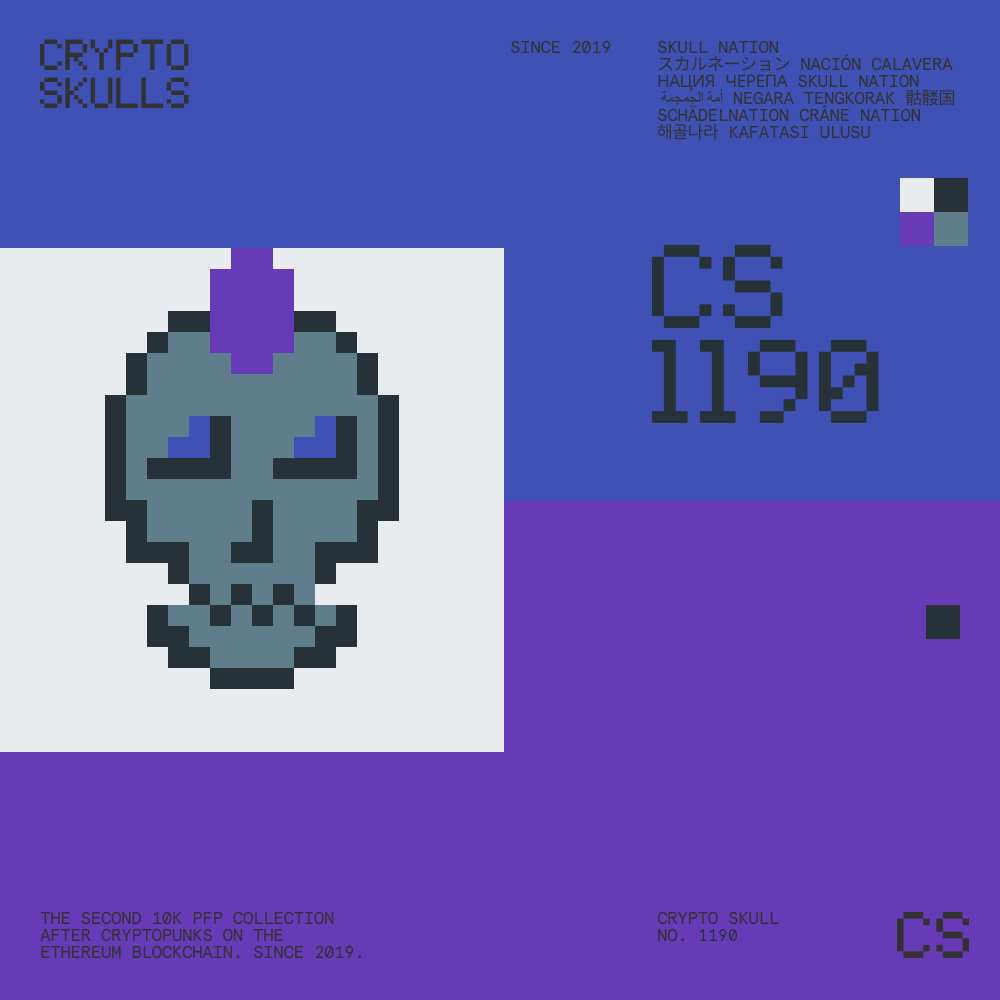 CRYPTO
SKULLS
SINCE 2019
SKULL NATION
スカルネーション NACIÓN CALAVERA
НАЦИЯ ЧЕРЕПА SKULL NATION
أمة الجمجمة NEGARA TENGKORAK 骷髅国
SCHÄDELNATION CRÂNE NATION
해골나라 KAFATASI ULUSU
CS
1190
THE SECOND 10K PFP COLLECTION
AFTER CRYPTOPUNKS ON THE
ETHEREUM BLOCKCHAIN. SINCE 2019.
CRYPTO SKULL
NO. 1190
CS